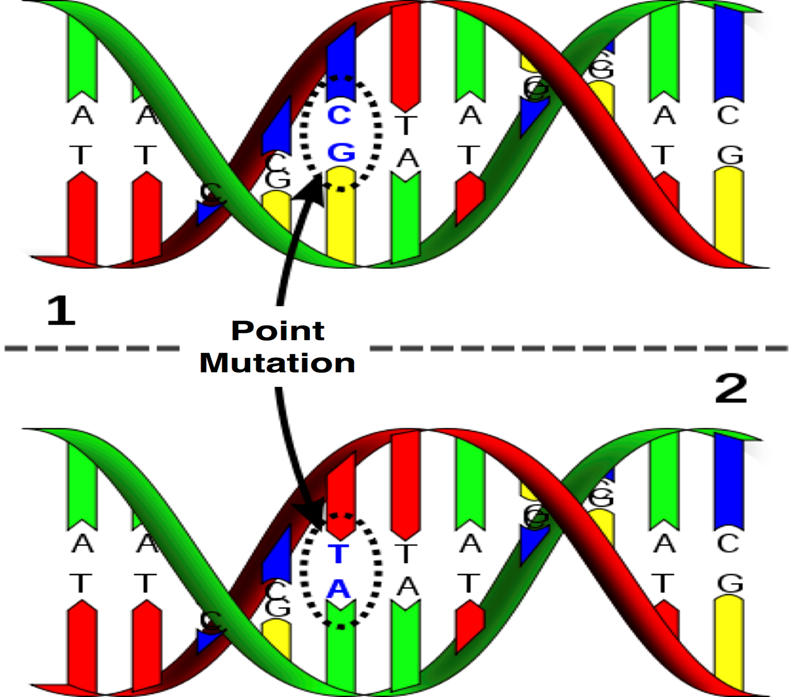 A A C C C T A G C A C
T T G G A T G T G
1
Point
Mutation
2
A A C C T T A G C A C
T T G A A T G T G